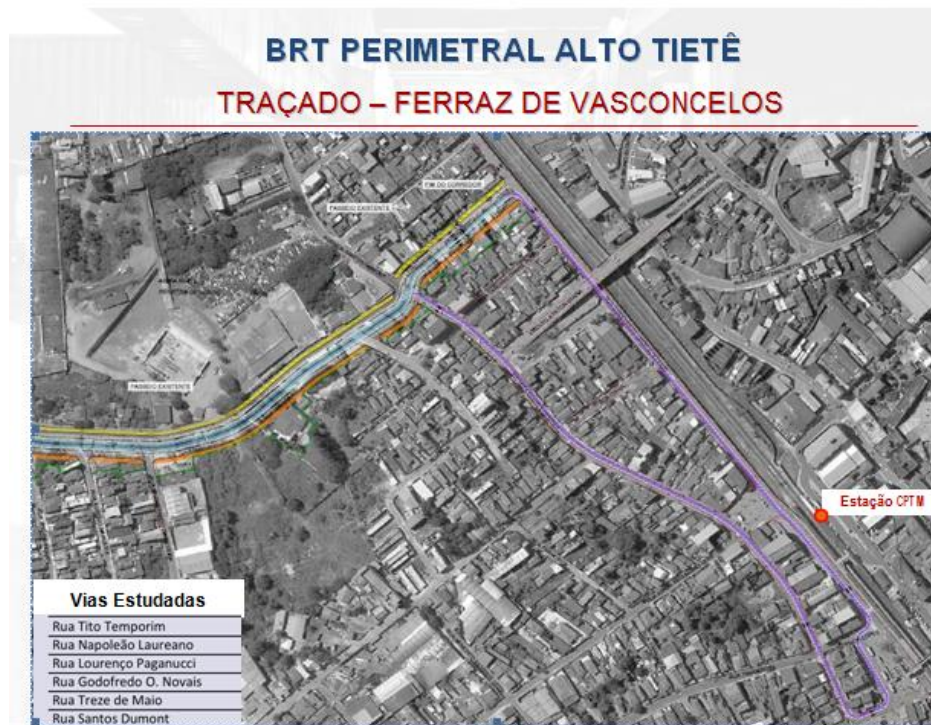 BRT PERIMETRAL ALTO TIETÊ
TRAÇADO – FERRAZ DE VASCONCELOS
FIM DO CORREDOR
PASSEIO EXISTENTE
PASSEIO EXISTENTE
Estação CPTM
Vias Estudadas
Rua Tito Temporim
Rua Napoleão Laureano
Rua Lourenço Paganucci
Rua Godofredo O. Novais
Rua Treze de Maio
Rua Santos Dumont